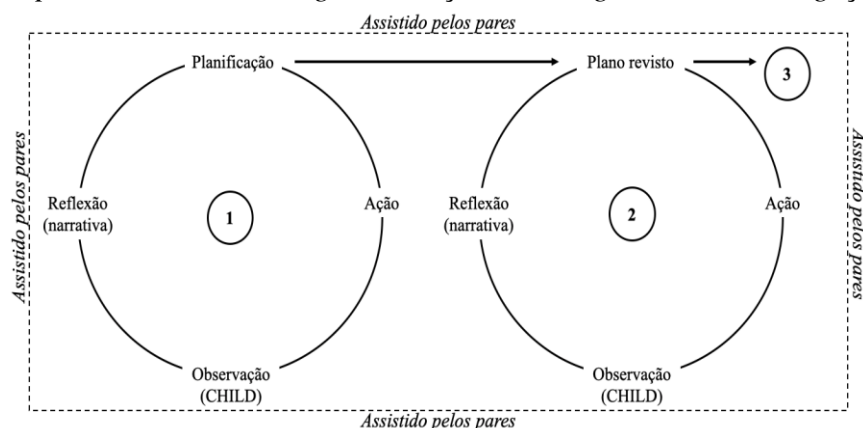 Assistido pelos pares
Planificação
Plano revisto
3
Assistido pelos pares
Reflexão
(narrativa)
1
Ação
Reflexão
(narrativa)
2
Ação
Assistido pelos pares
Observação
(CHILD)
Observação
(CHILD)
Assistido pelos pares